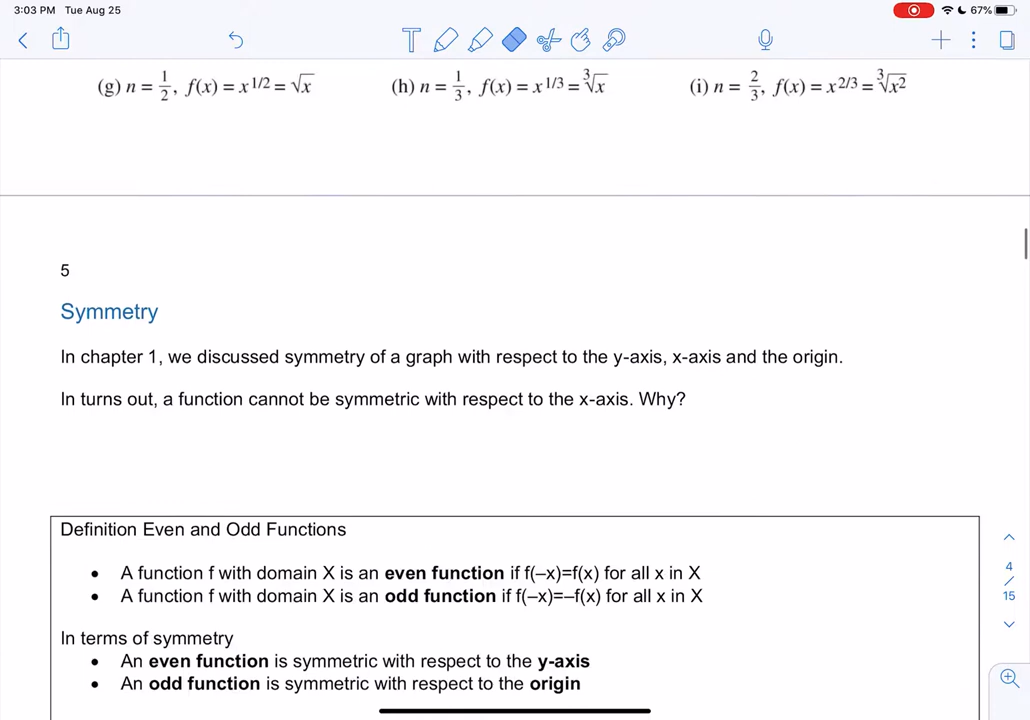 3:03 PM Tue Aug 25 67%
(g) n = 1/2, f(x) = x^{1/2} = √x (h) n = 1/3, f(x) = x^{1/3} = ∛x (i) n = 2/3, f(x) = x^{2/3} = ∛x²
5
Symmetry
In chapter 1, we discussed symmetry of a graph with respect to the y-axis, x-axis and the origin.
In turns out, a function cannot be symmetric with respect to the x-axis. Why?
Definition Even and Odd Functions
• A function f with domain X is an even function if f(–x)=f(x) for all x in X
• A function f with domain X is an odd function if f(–x)=–f(x) for all x in X
In terms of symmetry
• An even function is symmetric with respect to the y-axis
• An odd function is symmetric with respect to the origin
4
/
15